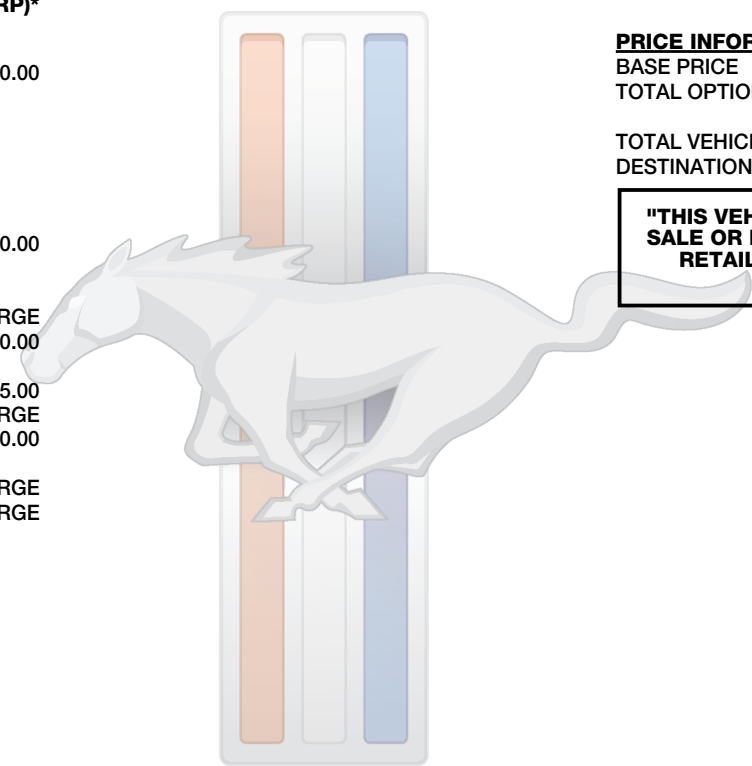 RP)*
0.00
0.00
RGE
0.00
5.00
RGE
0.00
RGE
RGE
PRICE INFOR
BASE PRICE
TOTAL OPTIO
TOTAL VEHICL
DESTINATION
"THIS VEH
SALE OR
RETAIL